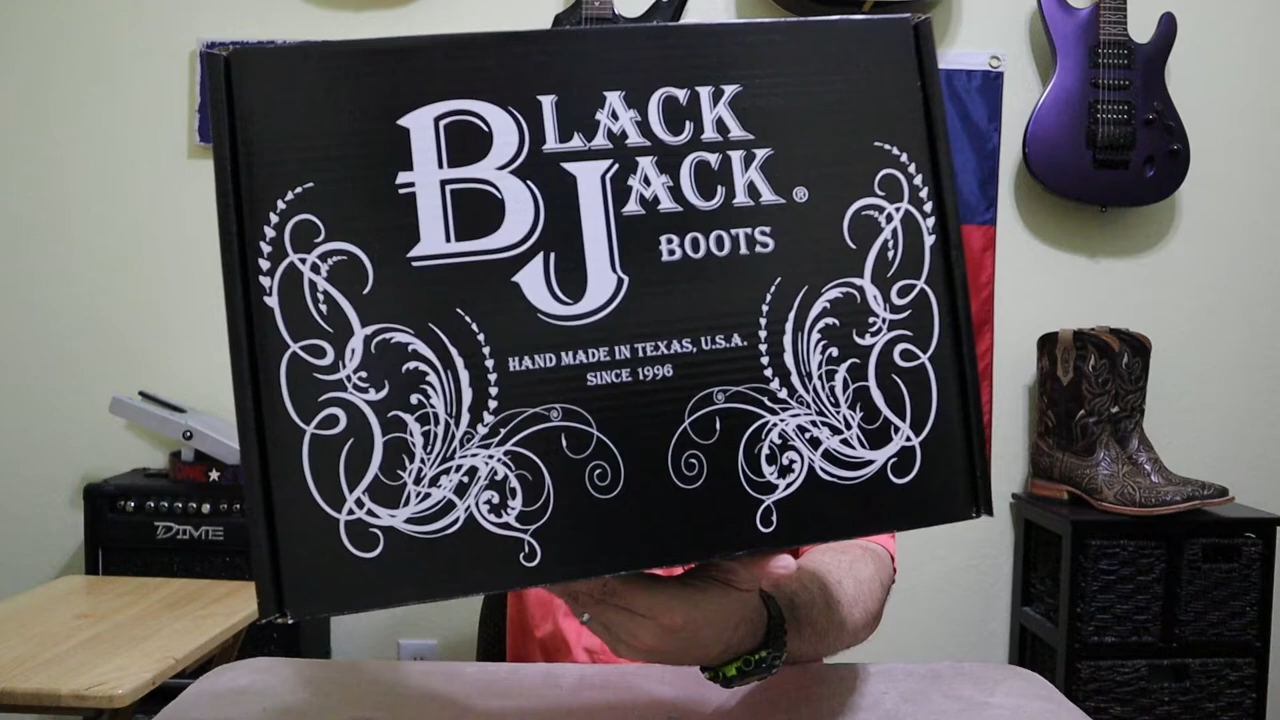 BLACK
JACK®
BOOTS
HAND MADE IN TEXAS, U.S.A.
SINCE 1996
DIME